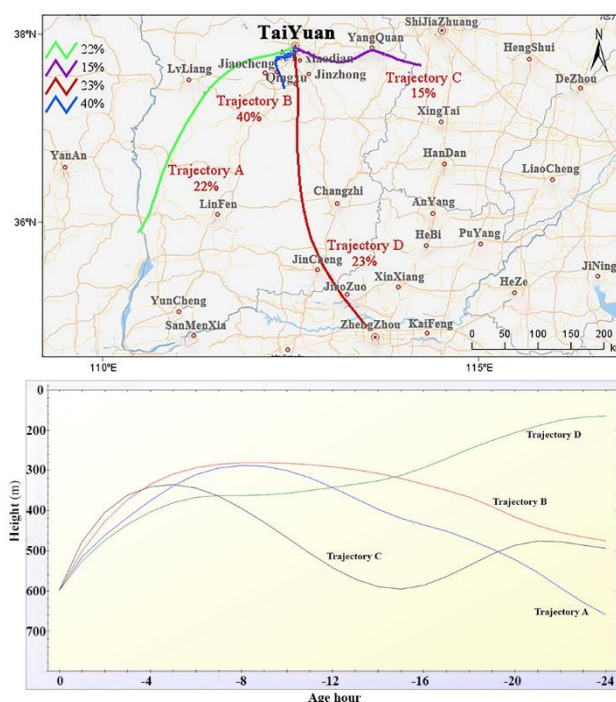 38°N
36°N
22%
15%
23%
40%
TaiYuan
ShiJiaZhuang
YangQuan
N
HengShui
LvLiang
Jiaocheng
Xiaodian
Qingxu
Jinzhong
Trajectory C
15%
DeZhou
Trajectory B
40%
XingTai
YanAn
HanDan
LiaoCheng
Trajectory A
22%
Changzhi
LinFen
AnYang
HeBi
PuYang
Trajectory D
23%
JinCheng
XinXiang
JiNing
JiaoZuo
HeZe
YunCheng
SanMenXia
ZhengZhou
KaiFeng
0 50 100 150 200
km
110°N
115°N
0
200
300
400
500
600
700
Height (m)
Trajectory D
Trajectory B
Trajectory C
Trajectory A
0 -4 -8 -12 -16 -20 -24
Age hour